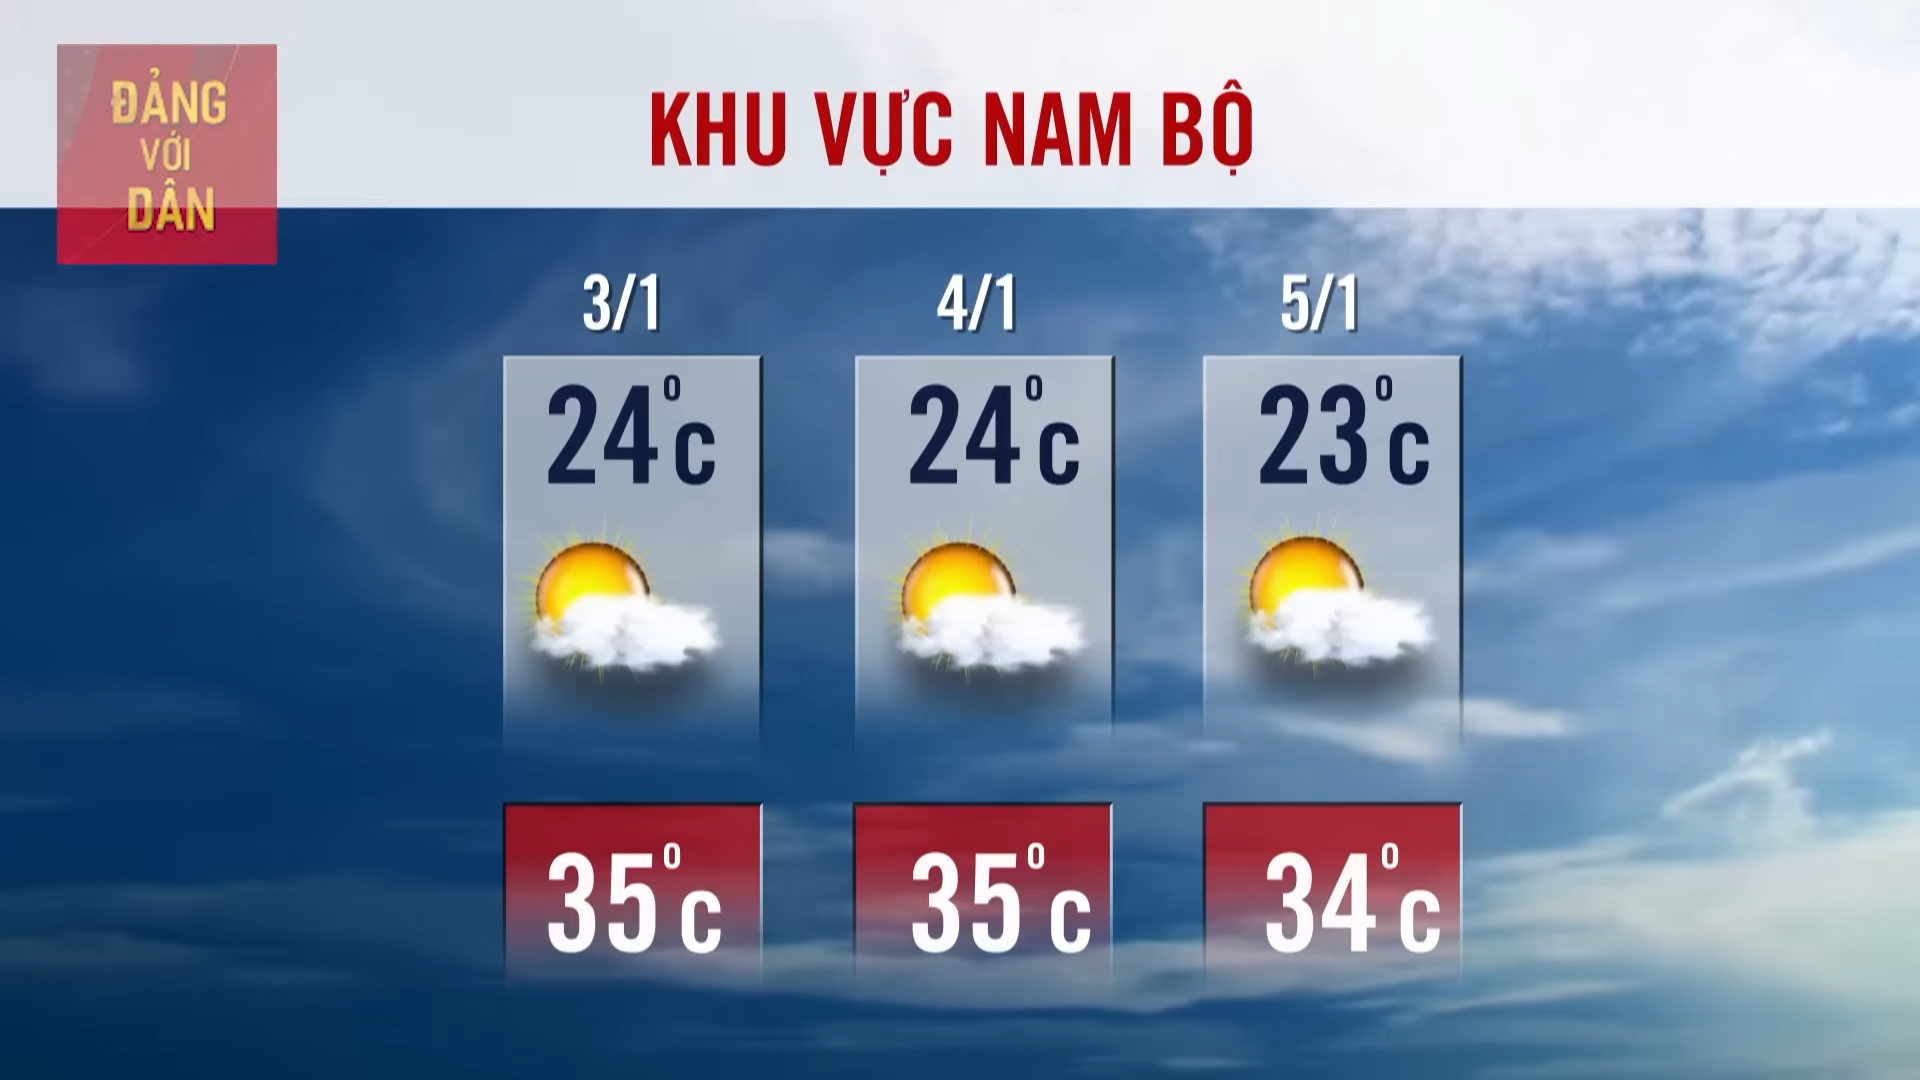 ĐẢNG
VỚI
DÂN
KHU VỰC NAM BỘ
3/1 4/1 5/1
24°C 24°C 23°C
35°C 35°C 34°C